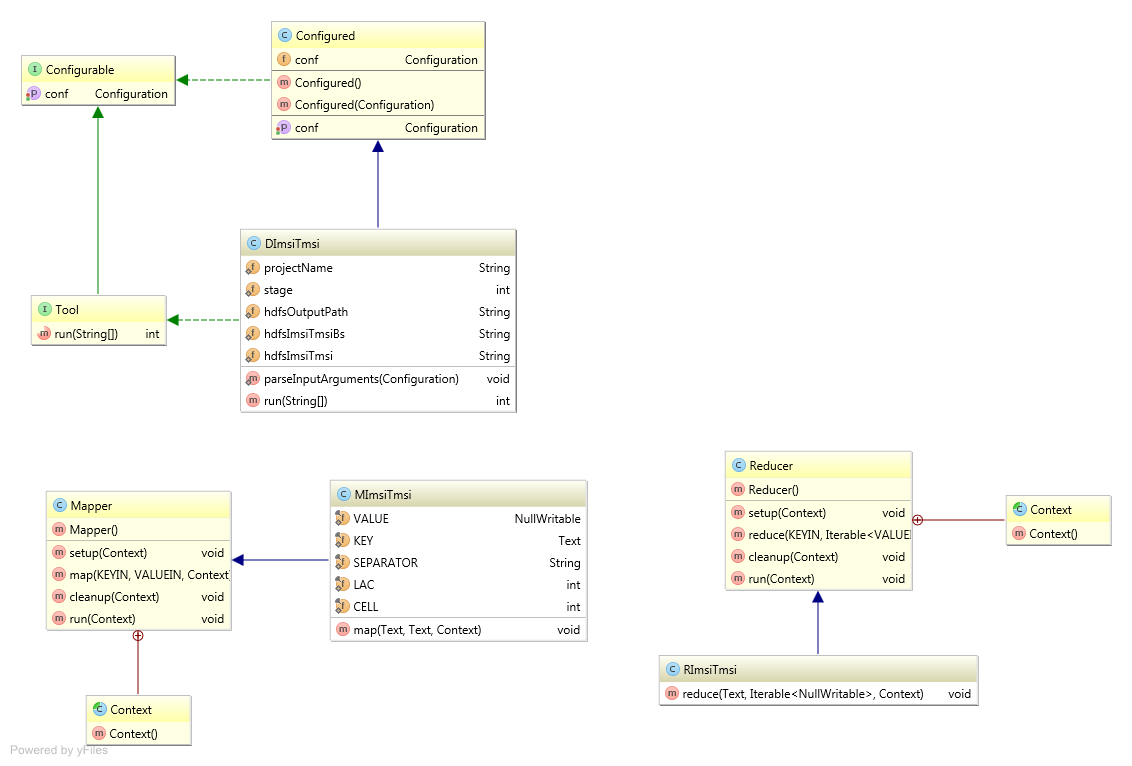 Configured
conf Configuration
Configured()
Configured(Configuration)
conf Configuration
Configurable
conf Configuration
DImsiTmsi
projectName String
stage int
hdfsOutputPath String
hdfsImsiTmsiBs String
hdfsImsiTmsi String
parseInputArguments(Configuration) void
run(String[]) int
Tool
run(String[]) int
Mapper
Mapper()
setup(Context) void
map(KEYIN, VALUEIN, Context)
cleanup(Context) void
run(Context) void
MImsiTmsi
VALUE NullWritable
KEY Text
SEPARATOR String
LAC int
CELL int
map(Text, Text, Context) void
Reducer
Reducer()
setup(Context) void
reduce(KEYIN, Iterable<VALUEI
cleanup(Context) void
run(Context) void
Context
Context()
RImsiTmsi
reduce(Text, Iterable<NullWritable>, Context) void
Context
Context()
Powered by yFiles